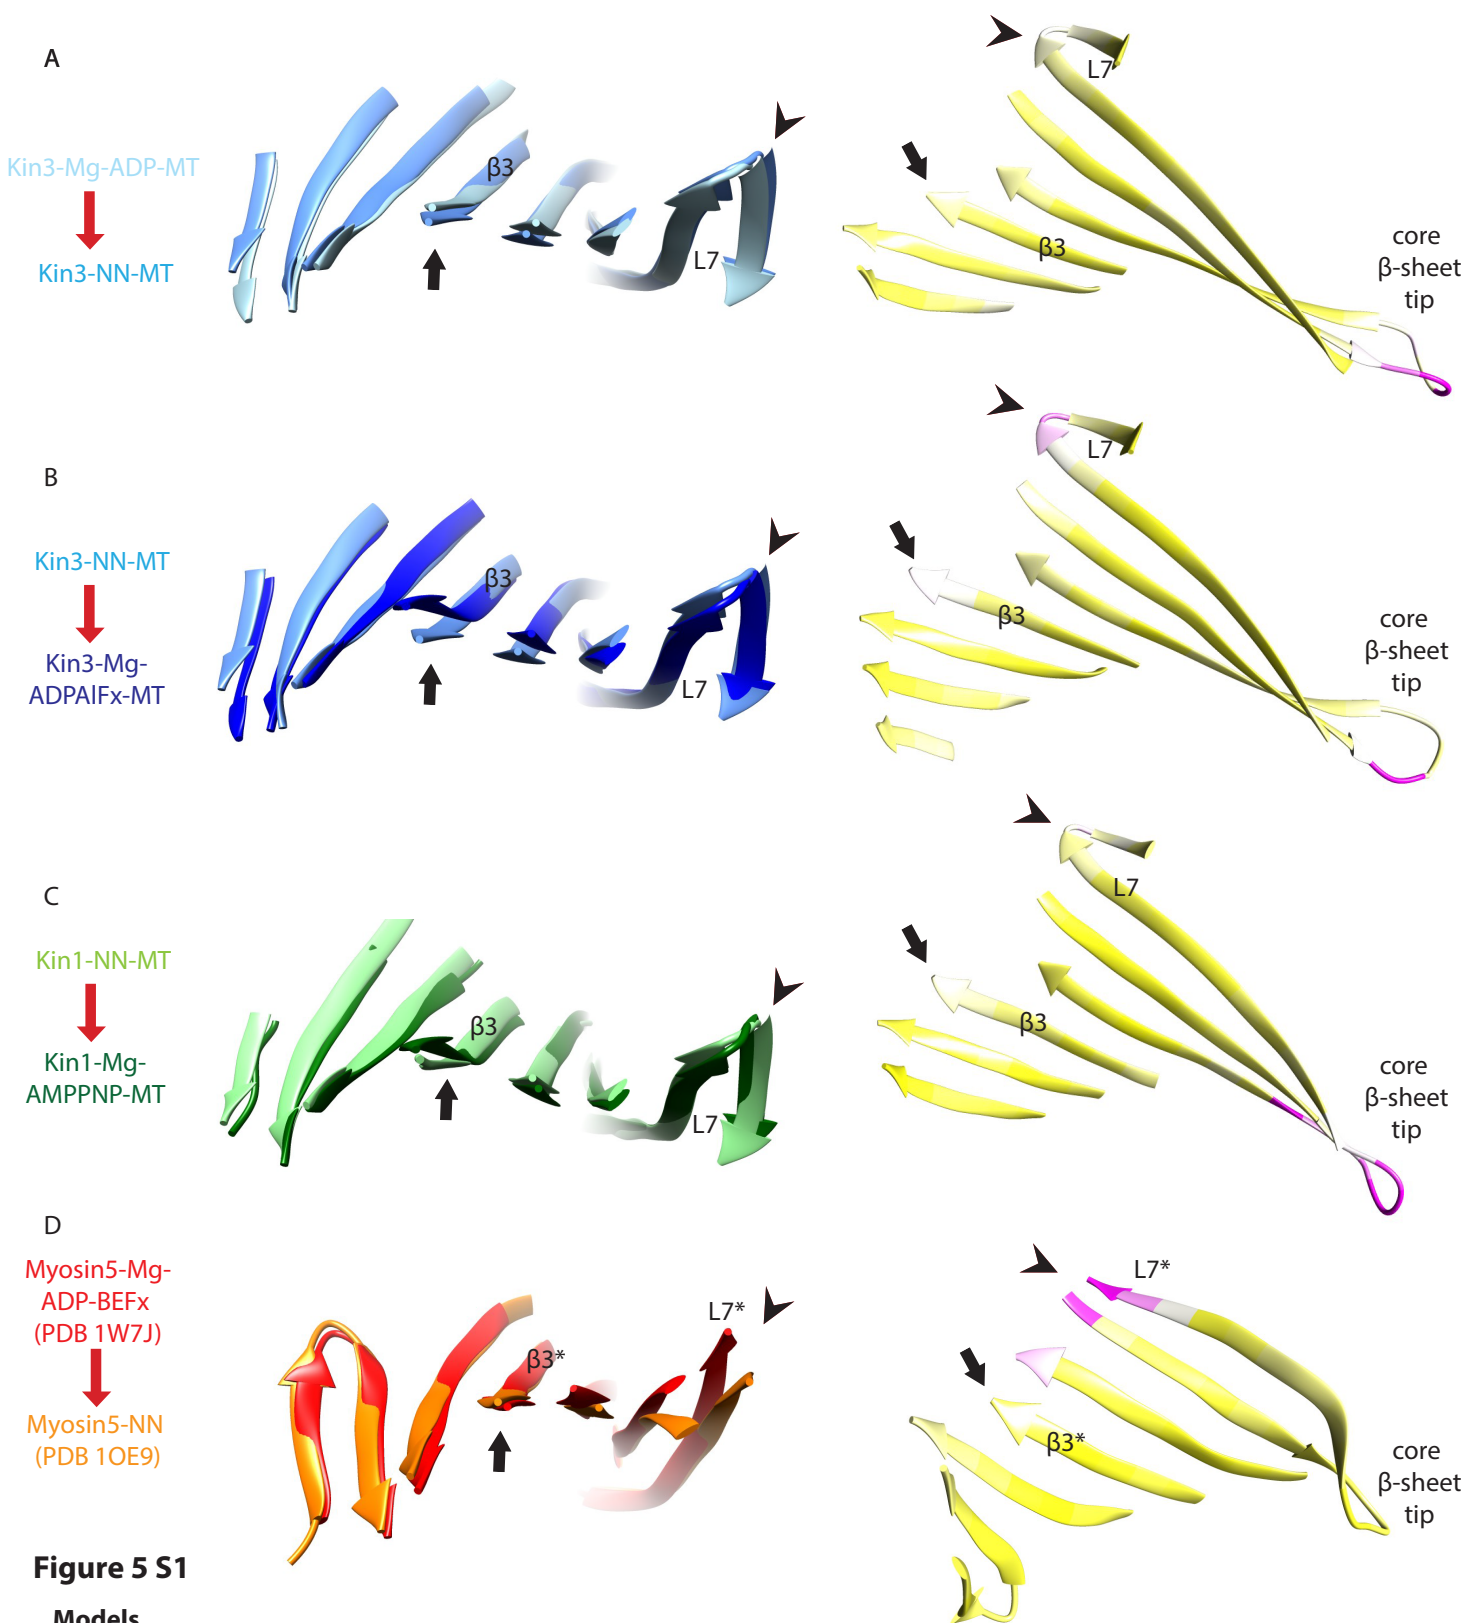 A
Kin3-Mg-ADP-MT
Kin3-NN-MT
β3
L7
L7
β3
core
β-sheet
tip
B
Kin3-NN-MT
Kin3-Mg-
ADPAlFx-MT
β3
L7
L7
β3
core
β-sheet
tip
C
Kin1-NN-MT
Kin1-Mg-
AMPPNP-MT
β3
L7
L7
β3
core
β-sheet
tip
D
Myosin5-Mg-
ADP-BEFx
(PDB 1W7J)
Myosin5-NN
(PDB 1OE9)
β3*
L7*
L7*
β3*
core
β-sheet
tip
Figure 5 S1
Models